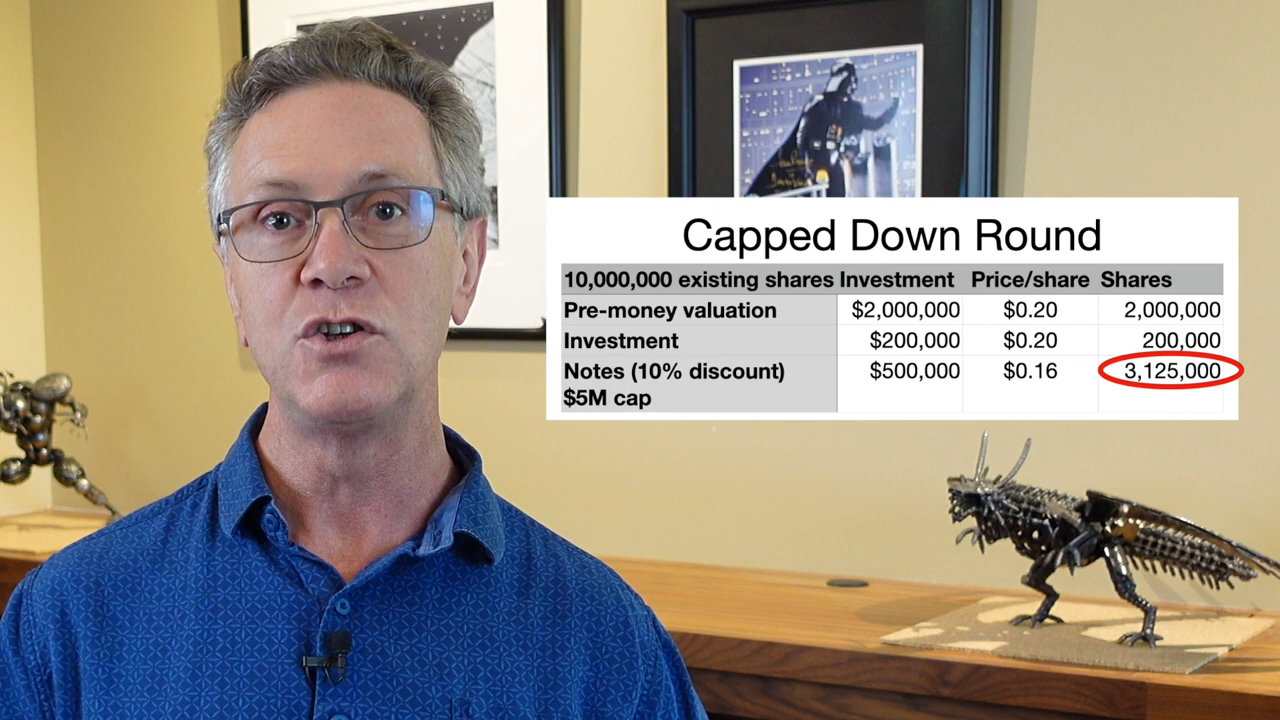 Capped Down Round
10,000,000 existing shares Investment Price/share Shares
Pre-money valuation $2,000,000 $0.20 2,000,000
Investment $200,000 $0.20 200,000
Notes (10% discount) $500,000 $0.16 3,125,000
$5M cap